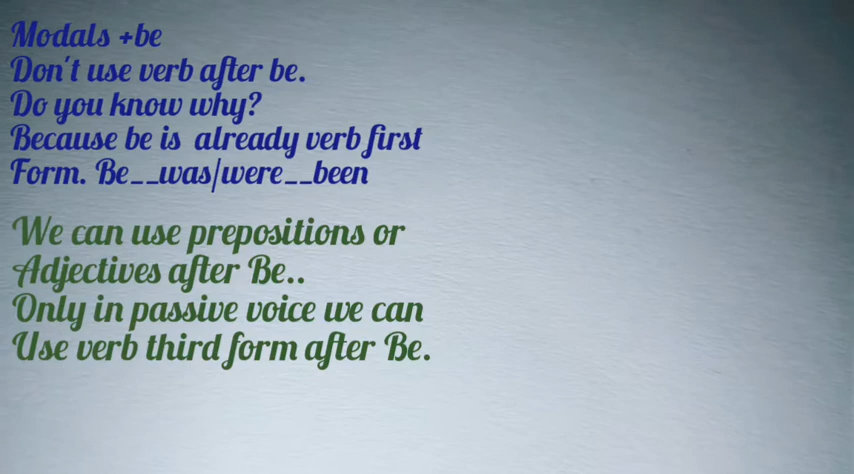 Modals +be
Don't use verb after be.
Do you know why?
Because be is already verb first
Form. Be__was/were__been
We can use prepositions or
Adjectives after Be..
Only in passive voice we can
Use verb third form after Be.